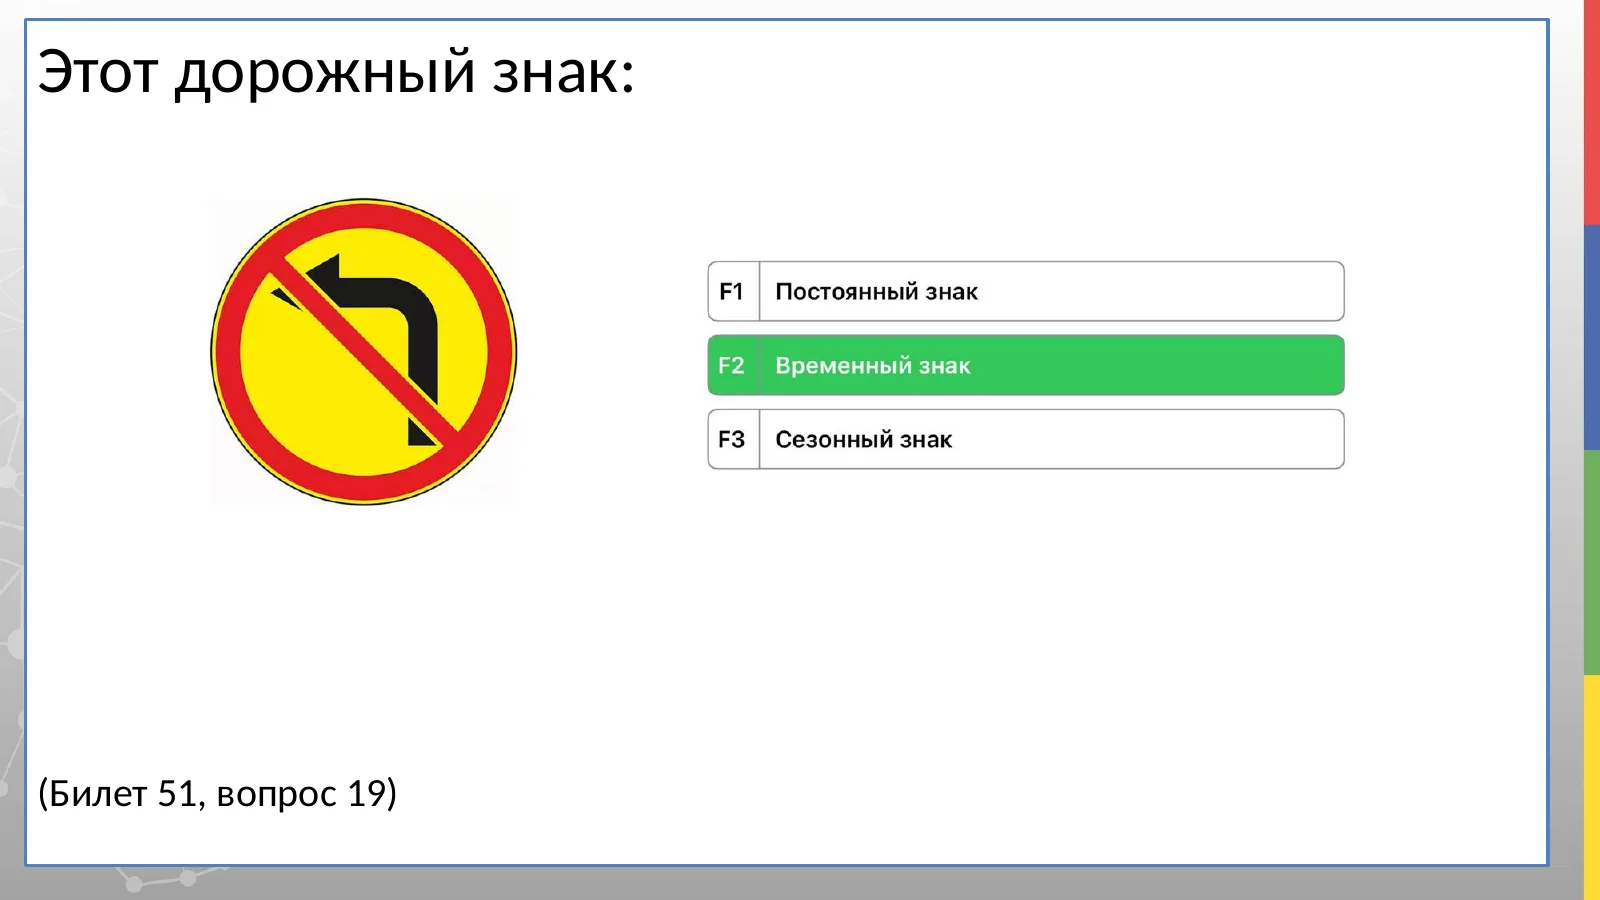 Этот дорожный знак:
F1 Постоянный знак
F2 Временный знак
F3 Сезонный знак
(Билет 51, вопрос 19)